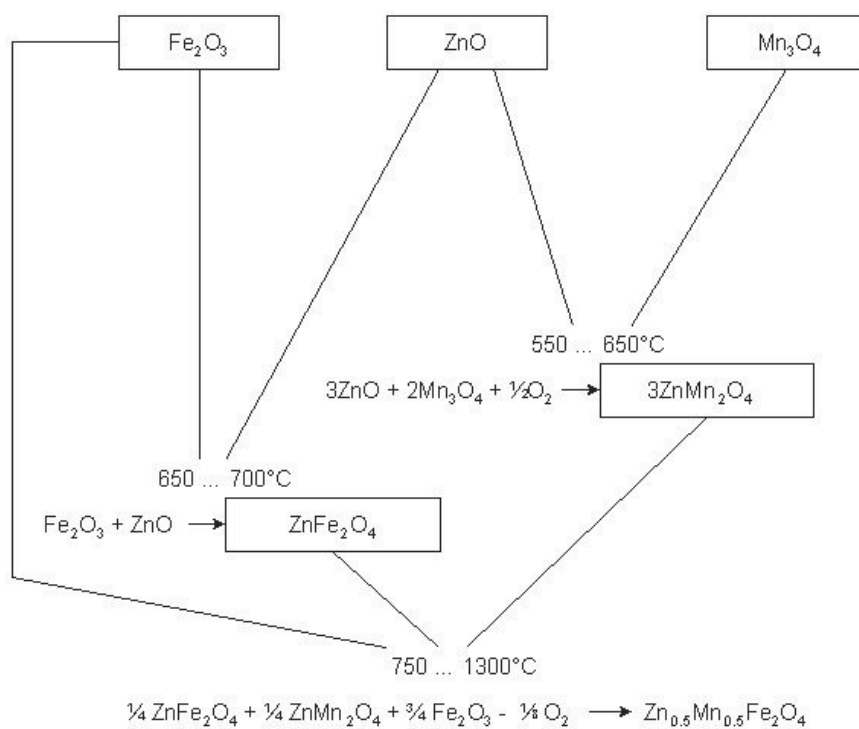 Fe₂O₃ ZnO Mn₃O₄
550 ... 650°C
3ZnO + 2Mn₃O₄ + ½O₂ → 3ZnMn₂O₄
650 ... 700°C
Fe₂O₃ + ZnO → ZnFe₂O₄
750 ... 1300°C
¼ ZnFe₂O₄ + ¼ ZnMn₂O₄ + ¾ Fe₂O₃ - ⅛ O₂ → Zn₀.₅Mn₀.₅Fe₂O₄